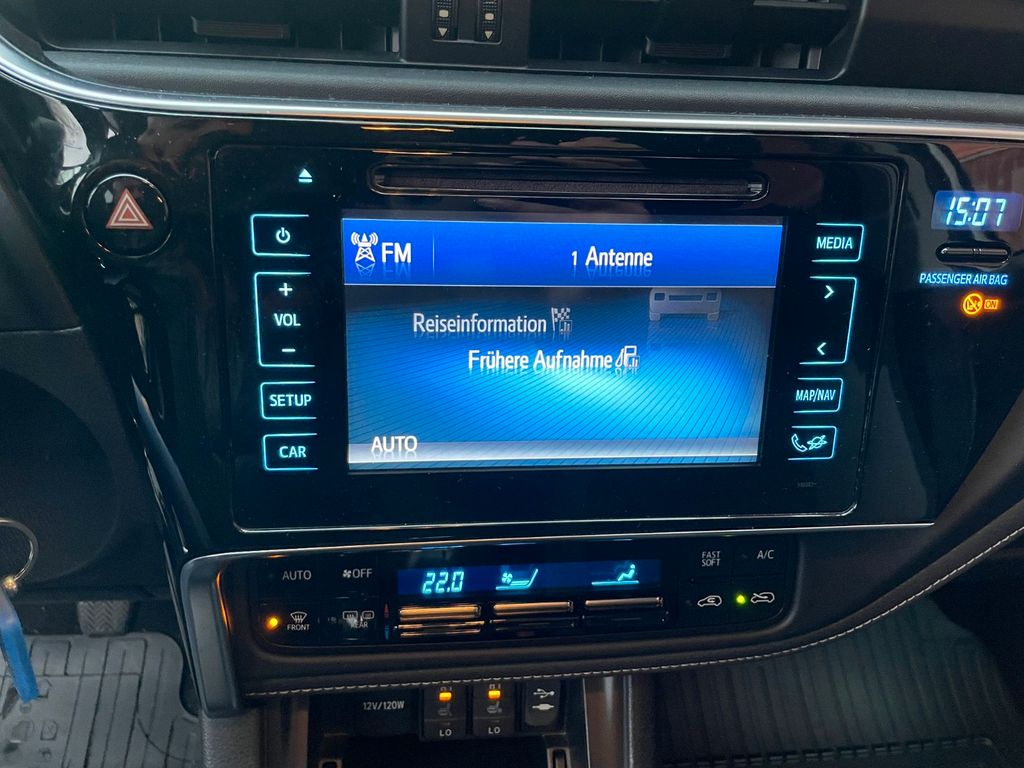 15:07
FM
1 Antenne
MEDIA
PASSENGER AIR BAG
ON
VOL
Reiseinformation
Frühere Aufnahme
SETUP
MAP/NAV
AUTO
CAR
AUTO
OFF
22.0
FAST
SOFT
A/C
FRONT
REAR
12V/120W
LO
LO